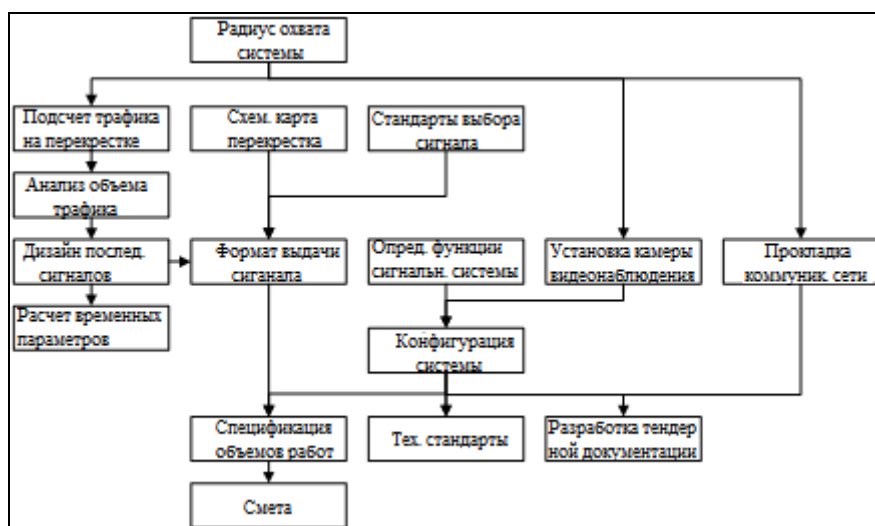 Радиус охвата
системы
Подсчет трафика
на перекрестке
Схем. карта
перекрестка
Стандарты выбора
сигнала
Анализ объема
трафика
Дизайн послед.
сигналов
Формат выдачи
сиганала
Опред. функции
сигнальн. системы
Установка камеры
видеонаблюдения
Прокладка
коммуник. сети
Расчет временных
параметров
Конфигурация
системы
Спецификация
объемов работ
Тех. стандарты
Разработка тендер
ной документации
Смета